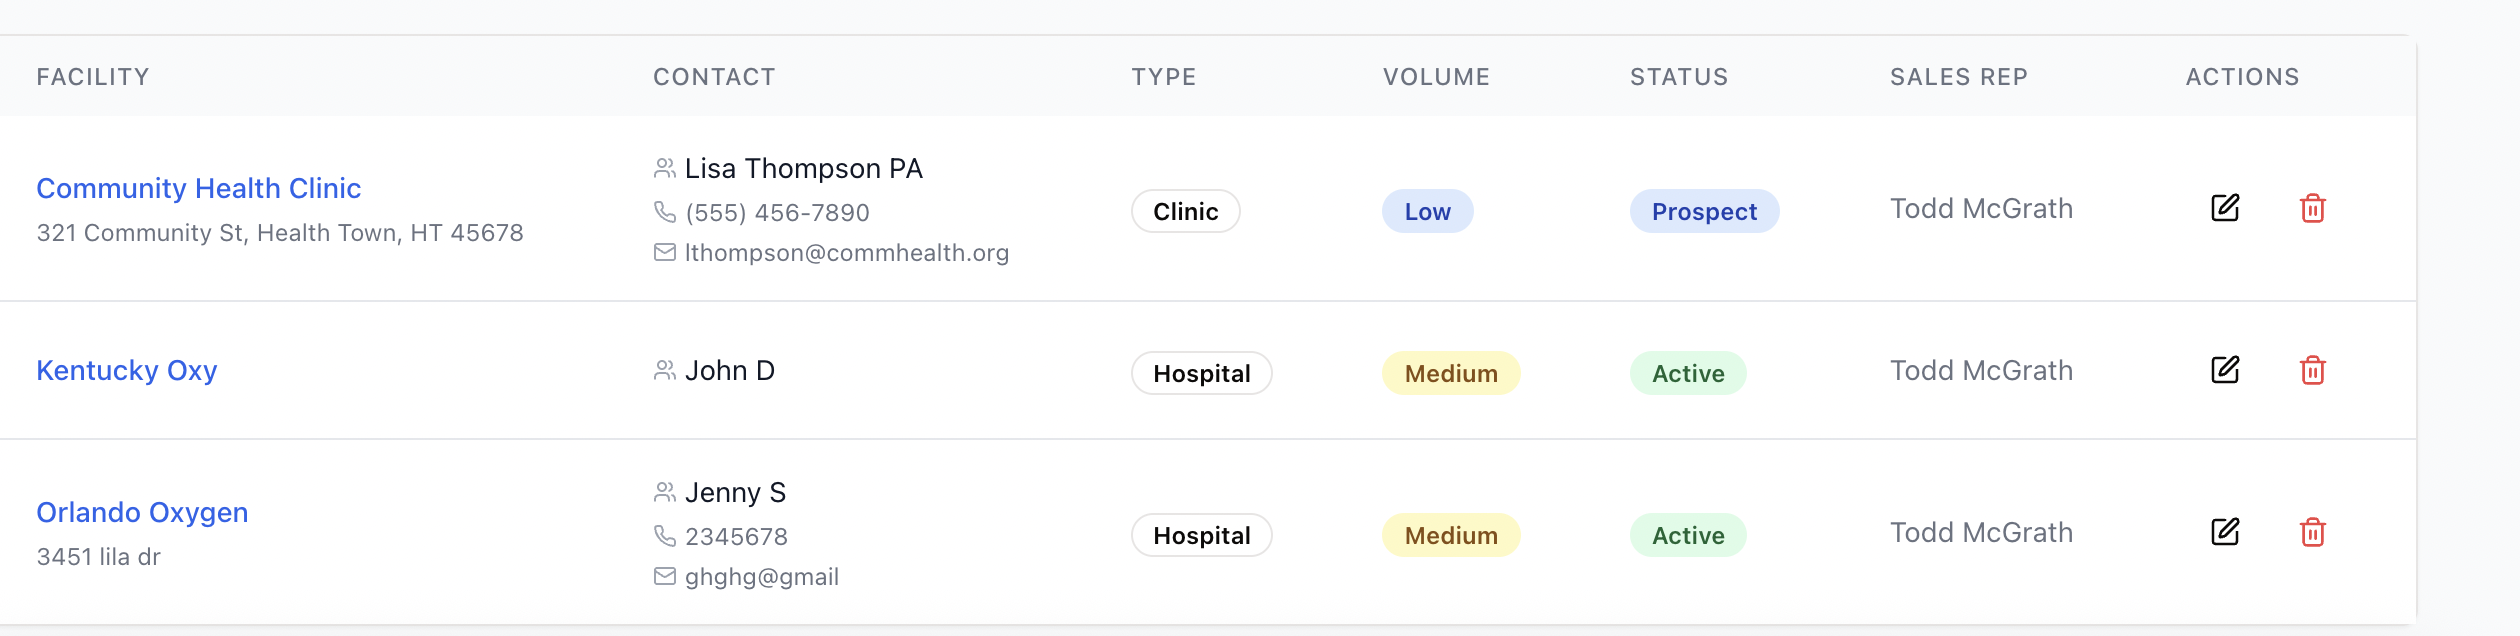 FACILITY CONTACT TYPE VOLUME STATUS SALES REP ACTIONS
Community Health Clinic
321 Community St, Health Town, HT 45678
Lisa Thompson PA
(555) 456-7890
lthompson@commhealth.org
Clinic
Low
Prospect
Todd McGrath
Kentucky Oxy
John D
Hospital
Medium
Active
Todd McGrath
Orlando Oxygen
3451 lila dr
Jenny S
2345678
ghghg@gmail
Hospital
Medium
Active
Todd McGrath